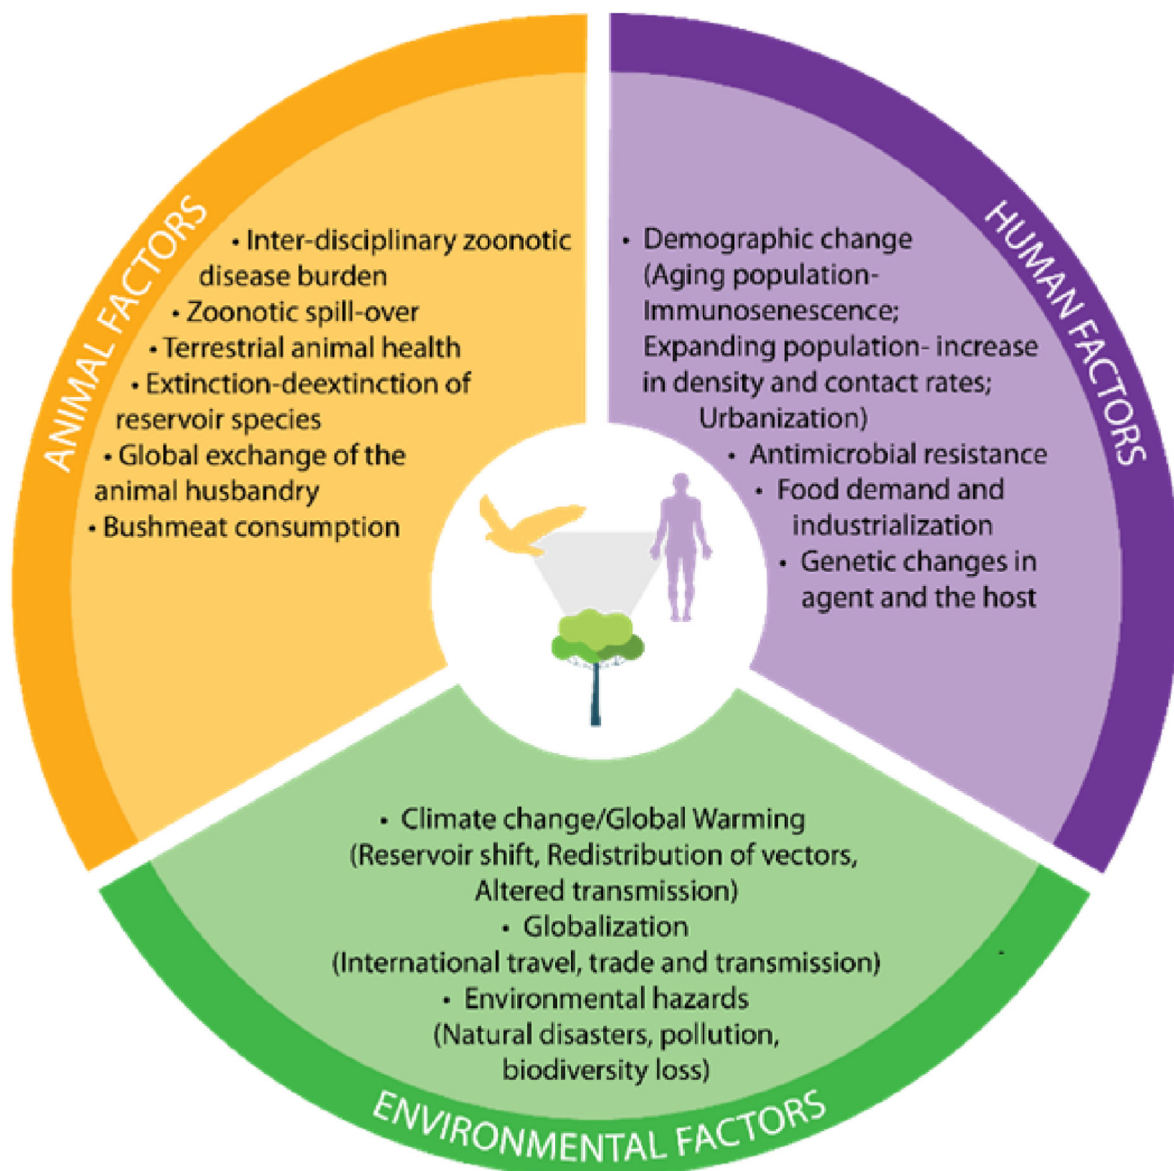 ANIMAL FACTORS
• Inter-disciplinary zoonotic
disease burden
• Zoonotic spill-over
• Terrestrial animal health
• Extinction-deextinction of
reservoir species
• Global exchange of the
animal husbandry
• Bushmeat consumption
HUMAN FACTORS
• Demographic change
(Aging population-
Immunosenescence;
Expanding population- increase
in density and contact rates;
Urbanization)
• Antimicrobial resistance
• Food demand and
industrialization
• Genetic changes in
agent and the host
• Climate change/Global Warming
(Reservoir shift, Redistribution of vectors,
Altered transmission)
• Globalization
(International travel, trade and transmission)
• Environmental hazards
(Natural disasters, pollution,
biodiversity loss)
ENVIRONMENTAL FACTORS